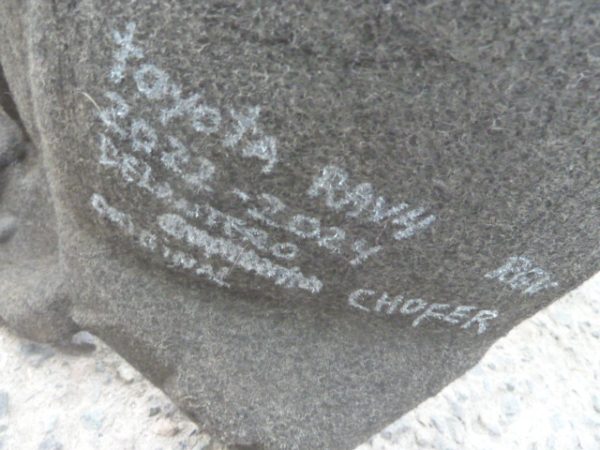 TOYOTA RAV4
2022-2024
DELANTERO
CHOFER
ORIGINAL